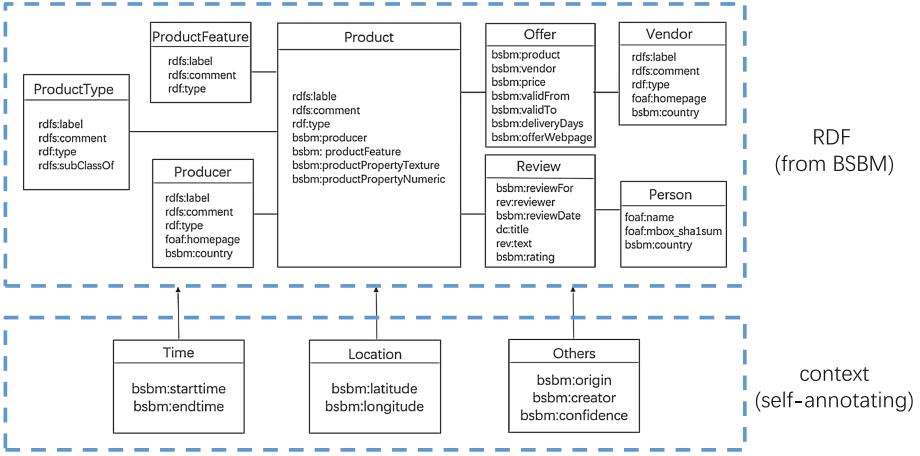 ProductType
rdfs:label
rdfs:comment
rdf:type
rdfs:subClassOf
ProductFeature
rdfs:label
rdfs:comment
rdf:type
Producer
rdfs:label
rdfs:comment
rdf:type
foaf:homepage
bsbm:country
Product
rdfs:lable
rdfs:comment
rdf:type
bsbm:producer
bsbm: productFeature
bsbm:productPropertyTexture
bsbm:productPropertyNumeric
Offer
bsbm:product
bsbm:vendor
bsbm:price
bsbm:validFrom
bsbm:validTo
bsbm:deliveryDays
bsbm:offerWebpage
Review
bsbm:reviewFor
rev:reviewer
bsbm:reviewDate
dc:title
rev:text
bsbm:rating
Vendor
rdfs:label
rdfs:comment
rdf:type
foaf:homepage
bsbm:country
Person
foaf:name
foaf:mbox_sha1sum
bsbm:country
RDF
(from BSBM)
Time
bsbm:starttime
bsbm:endtime
Location
bsbm:latitude
bsbm:longitude
Others
bsbm:origin
bsbm:creator
bsbm:confidence
context
(self-annotating)